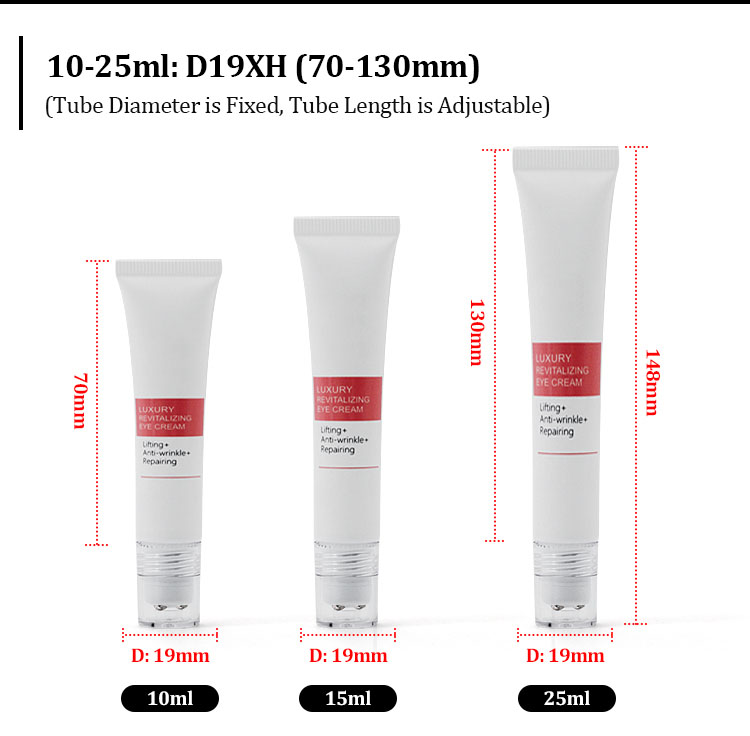 10-25ml: D19XH (70-130mm)
(Tube Diameter is Fixed, Tube Length is Adjustable)
70mm
LUXURY
REVITALIZING
EYE CREAM
Lifting+
Anti-wrinkle+
Repairing
LUXURY
REVITALIZING
EYE CREAM
Lifting+
Anti-wrinkle+
Repairing
130mm
LUXURY
REVITALIZING
EYE CREAM
Lifting+
Anti-wrinkle+
Repairing
148mm
D: 19mm
D: 19mm
D: 19mm
10ml
15ml
25ml